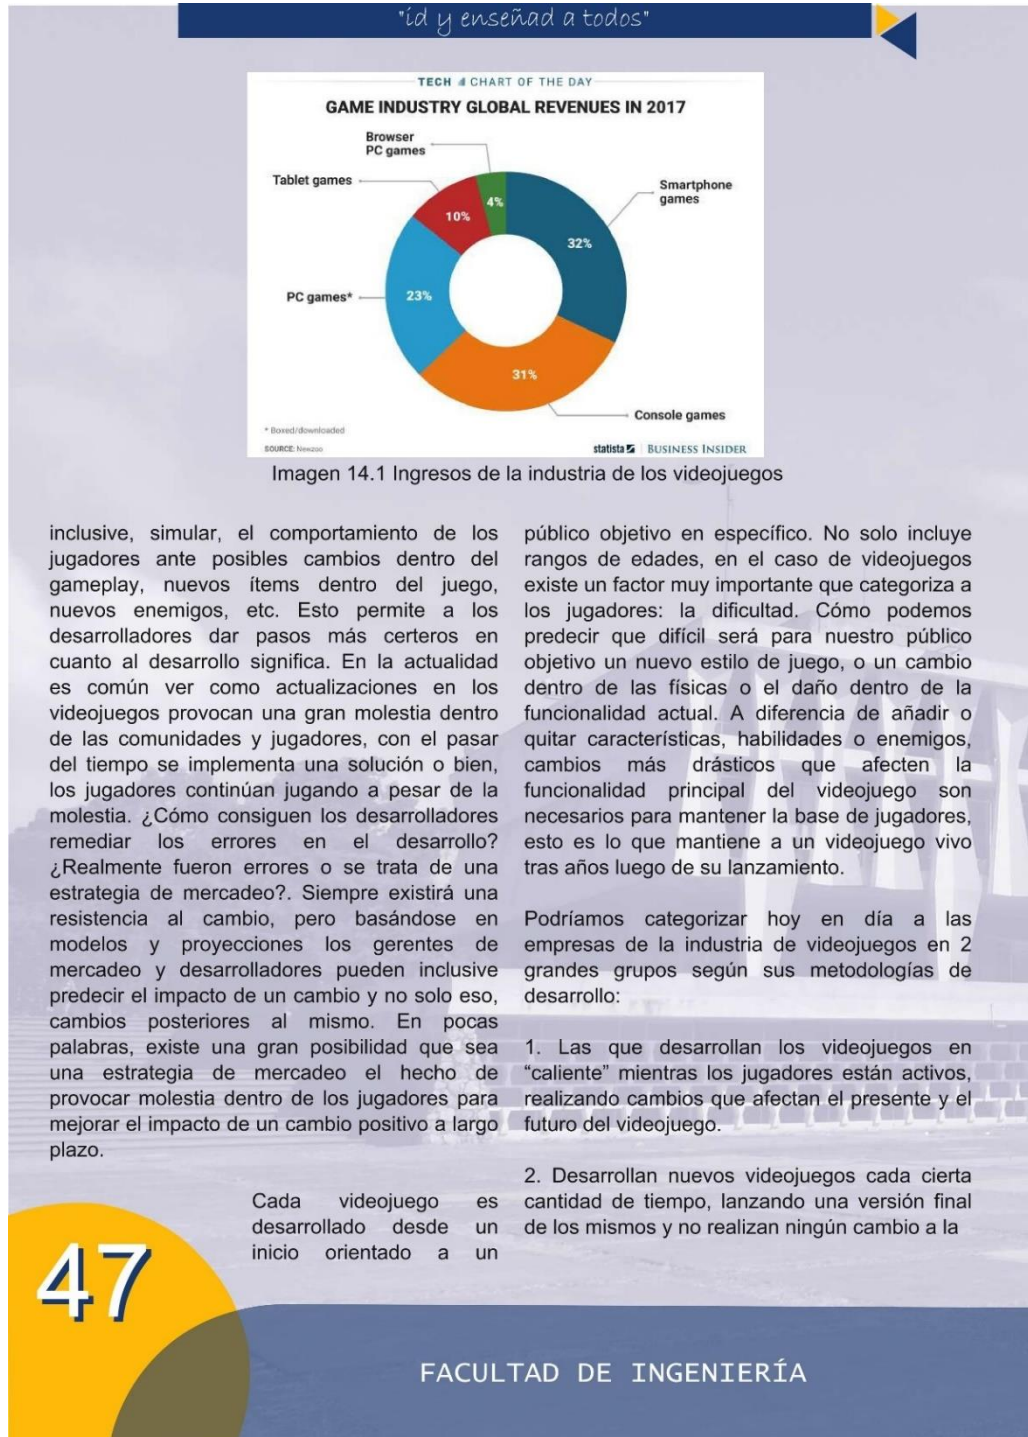 "íd y enseñad a todos"
TECH CHART OF THE DAY
GAME INDUSTRY GLOBAL REVENUES IN 2017
Browser
PC games
Tablet games
Smartphone
games
4%
10%
32%
PC games*
23%
31%
Console games
* Boxed/downloaded
SOURCE: Newzoo
statista BUSINESS INSIDER
Imagen 14.1 Ingresos de la industria de los videojuegos
inclusive, simular, el comportamiento de los
jugadores ante posibles cambios dentro del
gameplay, nuevos ítems dentro del juego,
nuevos enemigos, etc. Esto permite a los
desarrolladores dar pasos más certeros en
cuanto al desarrollo significa. En la actualidad
es común ver como actualizaciones en los
videojuegos provocan una gran molestia dentro
de las comunidades y jugadores, con el pasar
del tiempo se implementa una solución o bien,
los jugadores continúan jugando a pesar de la
molestia. ¿Cómo consiguen los desarrolladores
remediar los errores en el desarrollo?
¿Realmente fueron errores o se trata de una
estrategia de mercadeo?. Siempre existirá una
resistencia al cambio, pero basándose en
modelos y proyecciones los gerentes de
mercadeo y desarrolladores pueden inclusive
predecir el impacto de un cambio y no solo eso,
cambios posteriores al mismo. En pocas
palabras, existe una gran posibilidad que sea
una estrategia de mercadeo el hecho de
provocar molestia dentro de los jugadores para
mejorar el impacto de un cambio positivo a largo
plazo.
Cada videojuego es
desarrollado desde un
inicio orientado a un
público objetivo en específico. No solo incluye
rangos de edades, en el caso de videojuegos
existe un factor muy importante que categoriza a
los jugadores: la dificultad. Cómo podemos
predecir que difícil será para nuestro público
objetivo un nuevo estilo de juego, o un cambio
dentro de las físicas o el daño dentro de la
funcionalidad actual. A diferencia de añadir o
quitar características, habilidades o enemigos,
cambios más drásticos que afecten la
funcionalidad principal del videojuego son
necesarios para mantener la base de jugadores,
esto es lo que mantiene a un videojuego vivo
tras años luego de su lanzamiento.
Podríamos categorizar hoy en día a las
empresas de la industria de videojuegos en 2
grandes grupos según sus metodologías de
desarrollo:
1. Las que desarrollan los videojuegos en
“caliente” mientras los jugadores están activos,
realizando cambios que afectan el presente y el
futuro del videojuego.
2. Desarrollan nuevos videojuegos cada cierta
cantidad de tiempo, lanzando una versión final
de los mismos y no realizan ningún cambio a la
47
FACULTAD DE INGENIERÍA